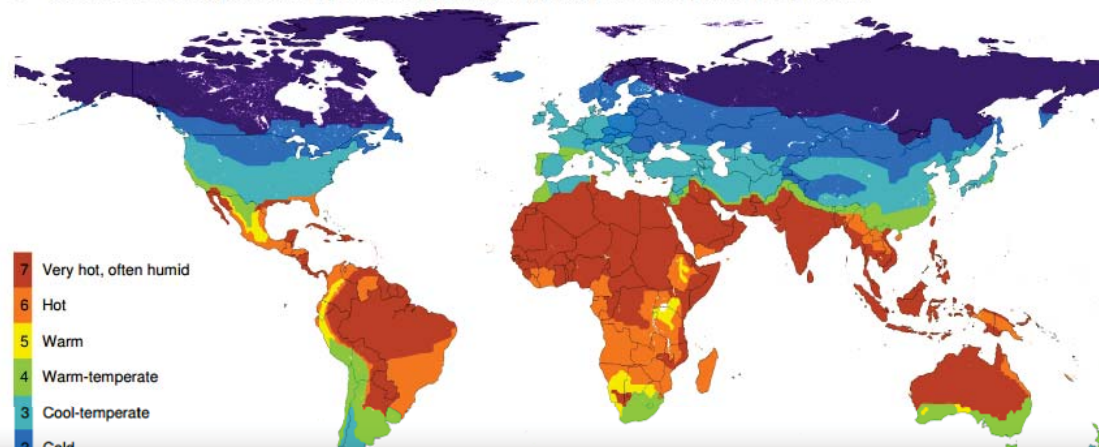 7 Very hot, often humid
6 Hot
5 Warm
4 Warm-temperate
3 Cool-temperate